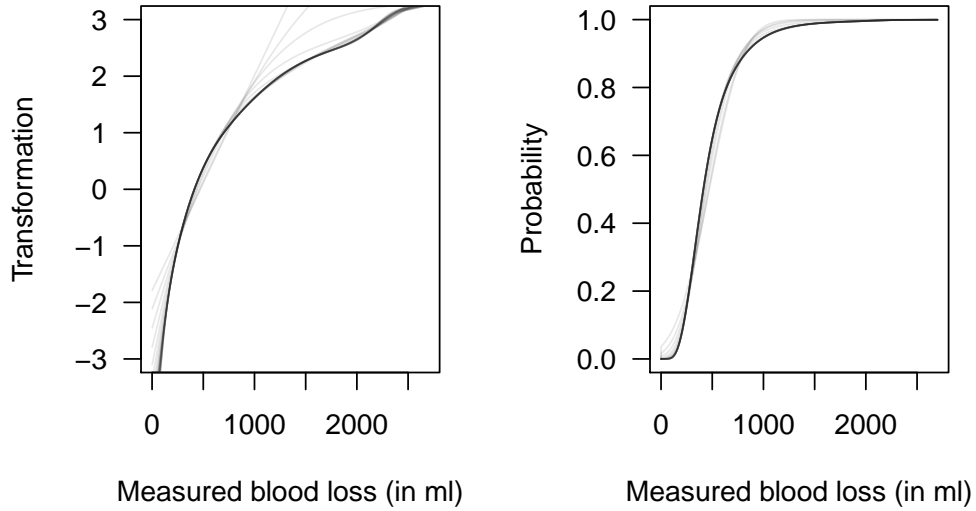 Transformation
3
2
1
0
−1
−2
−3
0 1000 2000
Measured blood loss (in ml)
Probability
1.0
0.8
0.6
0.4
0.2
0.0
0 1000 2000
Measured blood loss (in ml)